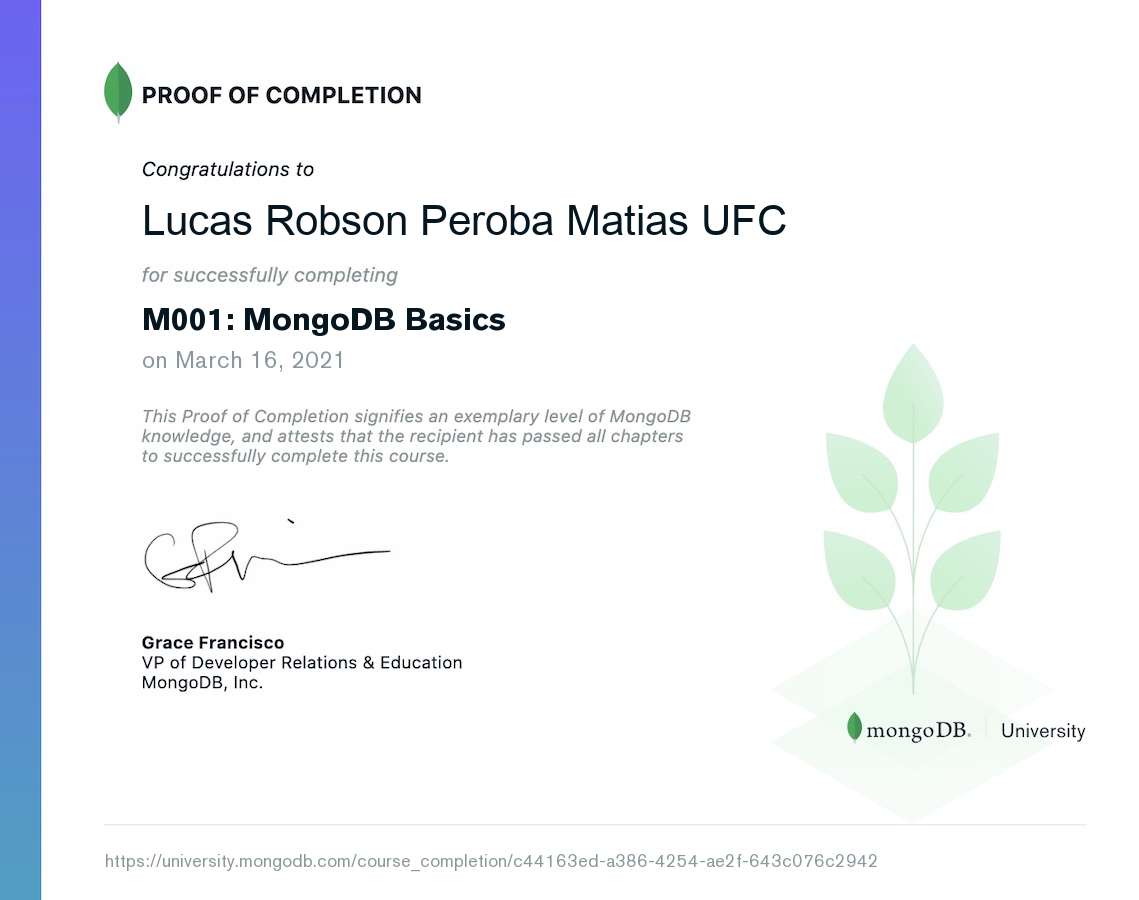 PROOF OF COMPLETION
Congratulations to
Lucas Robson Peroba Matias UFC
for successfully completing
M001: MongoDB Basics
on March 16, 2021
This Proof of Completion signifies an exemplary level of MongoDB
knowledge, and attests that the recipient has passed all chapters
to successfully complete this course.
Grace Francisco
VP of Developer Relations & Education
MongoDB, Inc.
mongoDB. University
https://university.mongodb.com/course_completion/c44163ed-a386-4254-ae2f-643c076c2942